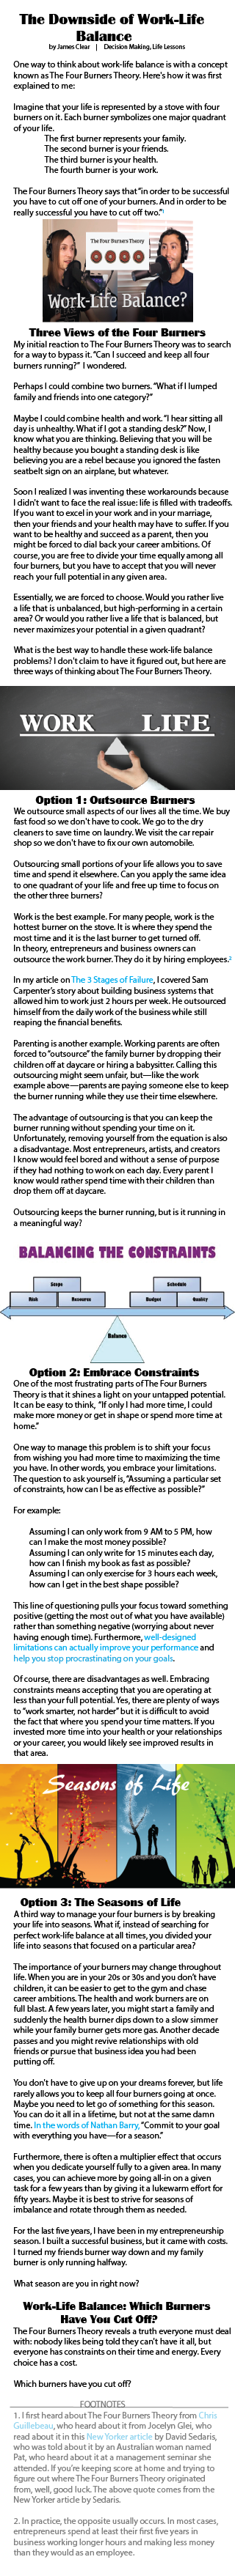 The Downside of Work-Life
Balance
by James Clear | Decision Making, Life Lessons
One way to think about work-life balance is with a concept
known as The Four Burners Theory. Here's how it was first
explained to me:
Imagine that your life is represented by a stove with four
burners on it. Each burner symbolizes one major quadrant
of your life.
The first burner represents your family.
The second burner is your friends.
The third burner is your health.
The fourth burner is your work.
The Four Burners Theory says that "in order to be successful
you have to cut off one of your burners. And in order to be
really successful you have to cut off two."1
The Four Burners Theory
Work-Life Balance?
Three Views of the Four Burners
My initial reaction to The Four Burners Theory was to search
for a way to bypass it. "Can I succeed and keep all four
burners running?" I wondered.
Perhaps I could combine two burners. "What if I lumped
family and friends into one category?"
Maybe I could combine health and work. "I hear sitting all
day is unhealthy. What if I got a standing desk?" Now, I
know what you are thinking. Believing that you will be
healthy because you bought a standing desk is like
believing you are a rebel because you ignored the fasten
seatbelt sign on an airplane, but whatever.
Soon I realized I was inventing these workarounds because
I didn't want to face the real issue: life is filled with tradeoffs.
If you want to excel in your work and in your marriage,
then your friends and your health may have to suffer. If you
want to be healthy and succeed as a parent, then you
might be forced to dial back your career ambitions. Of
course, you are free to divide your time equally among all
four burners, but you have to accept that you will never
reach your full potential in any given area.
Essentially, we are forced to choose. Would you rather live
a life that is unbalanced, but high-performing in a certain
area? Or would you rather live a life that is balanced, but
never maximizes your potential in a given quadrant?
What is the best way to handle these work-life balance
problems? I don't claim to have it figured out, but here are
three ways of thinking about The Four Burners Theory.
WORK LIFE
Option 1: Outsource Burners
We outsource small aspects of our lives all the time. We buy
fast food so we don't have to cook. We go to the dry
cleaners to save time on laundry. We visit the car repair
shop so we don't have to fix our own automobile.
Outsourcing small portions of your life allows you to save
time and spend it elsewhere. Can you apply the same idea
to one quadrant of your life and free up time to focus on
the other three burners?
Work is the best example. For many people, work is the
hottest burner on the stove. It is where they spend the
most time and it is the last burner to get turned off.
In theory, entrepreneurs and business owners can
outsource the work burner. They do it by hiring employees.2
In my article on The 3 Stages of Failure, I covered Sam
Carpenter's story about building business systems that
allowed him to work just 2 hours per week. He outsourced
himself from the daily work of the business while still
reaping the financial benefits.
Parenting is another example. Working parents are often
forced to "outsource" the family burner by dropping their
children off at daycare or hiring a babysitter. Calling this
outsourcing might seem unfair, but—like the work
example above—parents are paying someone else to keep
the burner running while they use their time elsewhere.
The advantage of outsourcing is that you can keep the
burner running without spending your time on it.
Unfortunately, removing yourself from the equation is also
a disadvantage. Most entrepreneurs, artists, and creators
I know would feel bored and without a sense of purpose
if they had nothing to work on each day. Every parent I
know would rather spend time with their children than
drop them off at daycare.
Outsourcing keeps the burner running, but is it running in
a meaningful way?
BALANCING THE CONSTRAINTS
Scope Schedule
Risk Resources Budget Quality
Balance
Option 2: Embrace Constraints
One of the most frustrating parts of The Four Burners
Theory is that it shines a light on your untapped potential.
It can be easy to think, "If only I had more time, I could
make more money or get in shape or spend more time at
home."
One way to manage this problem is to shift your focus
from wishing you had more time to maximizing the time
you have. In other words, you embrace your limitations.
The question to ask yourself is, "Assuming a particular set
of constraints, how can I be as effective as possible?"
For example:
Assuming I can only work from 9 AM to 5 PM, how
can I make the most money possible?
Assuming I can only write for 15 minutes each day,
how can I finish my book as fast as possible?
Assuming I can only exercise for 3 hours each week,
how can I get in the best shape possible?
This line of questioning pulls your focus toward something
positive (getting the most out of what you have available)
rather than something negative (worrying about never
having enough time). Furthermore, well-designed
limitations can actually improve your performance and
help you stop procrastinating on your goals.
Of course, there are disadvantages as well. Embracing
constraints means accepting that you are operating at
less than your full potential. Yes, there are plenty of ways
to "work smarter, not harder" but it is difficult to avoid
the fact that where you spend your time matters. If you
invested more time into your health or your relationships
or your career, you would likely see improved results in
that area.
Seasons of Life
Option 3: The Seasons of Life
A third way to manage your four burners is by breaking
your life into seasons. What if, instead of searching for
perfect work-life balance at all times, you divided your
life into seasons that focused on a particular area?
The importance of your burners may change throughout
life. When you are in your 20s or 30s and you don't have
children, it can be easier to get to the gym and chase
career ambitions. The health and work burners are on
full blast. A few years later, you might start a family and
suddenly the health burner dips down to a slow simmer
while your family burner gets more gas. Another decade
passes and you might revive relationships with old
friends or pursue that business idea you had been
putting off.
You don't have to give up on your dreams forever, but life
rarely allows you to keep all four burners going at once.
Maybe you need to let go of something for this season.
You can do it all in a lifetime, but not at the same damn
time. In the words of Nathan Barry, "Commit to your goal
with everything you have—for a season."
Furthermore, there is often a multiplier effect that occurs
when you dedicate yourself fully to a given area. In many
cases, you can achieve more by going all-in on a given
task for a few years than by giving it a lukewarm effort for
fifty years. Maybe it is best to strive for seasons of
imbalance and rotate through them as needed.
For the last five years, I have been in my entrepreneurship
season. I built a successful business, but it came with costs.
I turned my friends burner way down and my family
burner is only running halfway.
What season are you in right now?
Work-Life Balance: Which Burners
Have You Cut Off?
The Four Burners Theory reveals a truth everyone must deal
with: nobody likes being told they can't have it all, but
everyone has constraints on their time and energy. Every
choice has a cost.
Which burners have you cut off?
FOOTNOTES
1. I first heard about The Four Burners Theory from Chris
Guillebeau, who heard about it from Jocelyn Glei, who
read about it in this New Yorker article by David Sedaris,
who was told about it by an Australian woman named
Pat, who heard about it at a management seminar she
attended. If you're keeping score at home and trying to
figure out where The Four Burners Theory originated
from, well, good luck. The above quote comes from the
New Yorker article by Sedaris.
2. In practice, the opposite usually occurs. In most cases,
entrepreneurs spend at least their first five years in
business working longer hours and making less money
than they would as an employee.